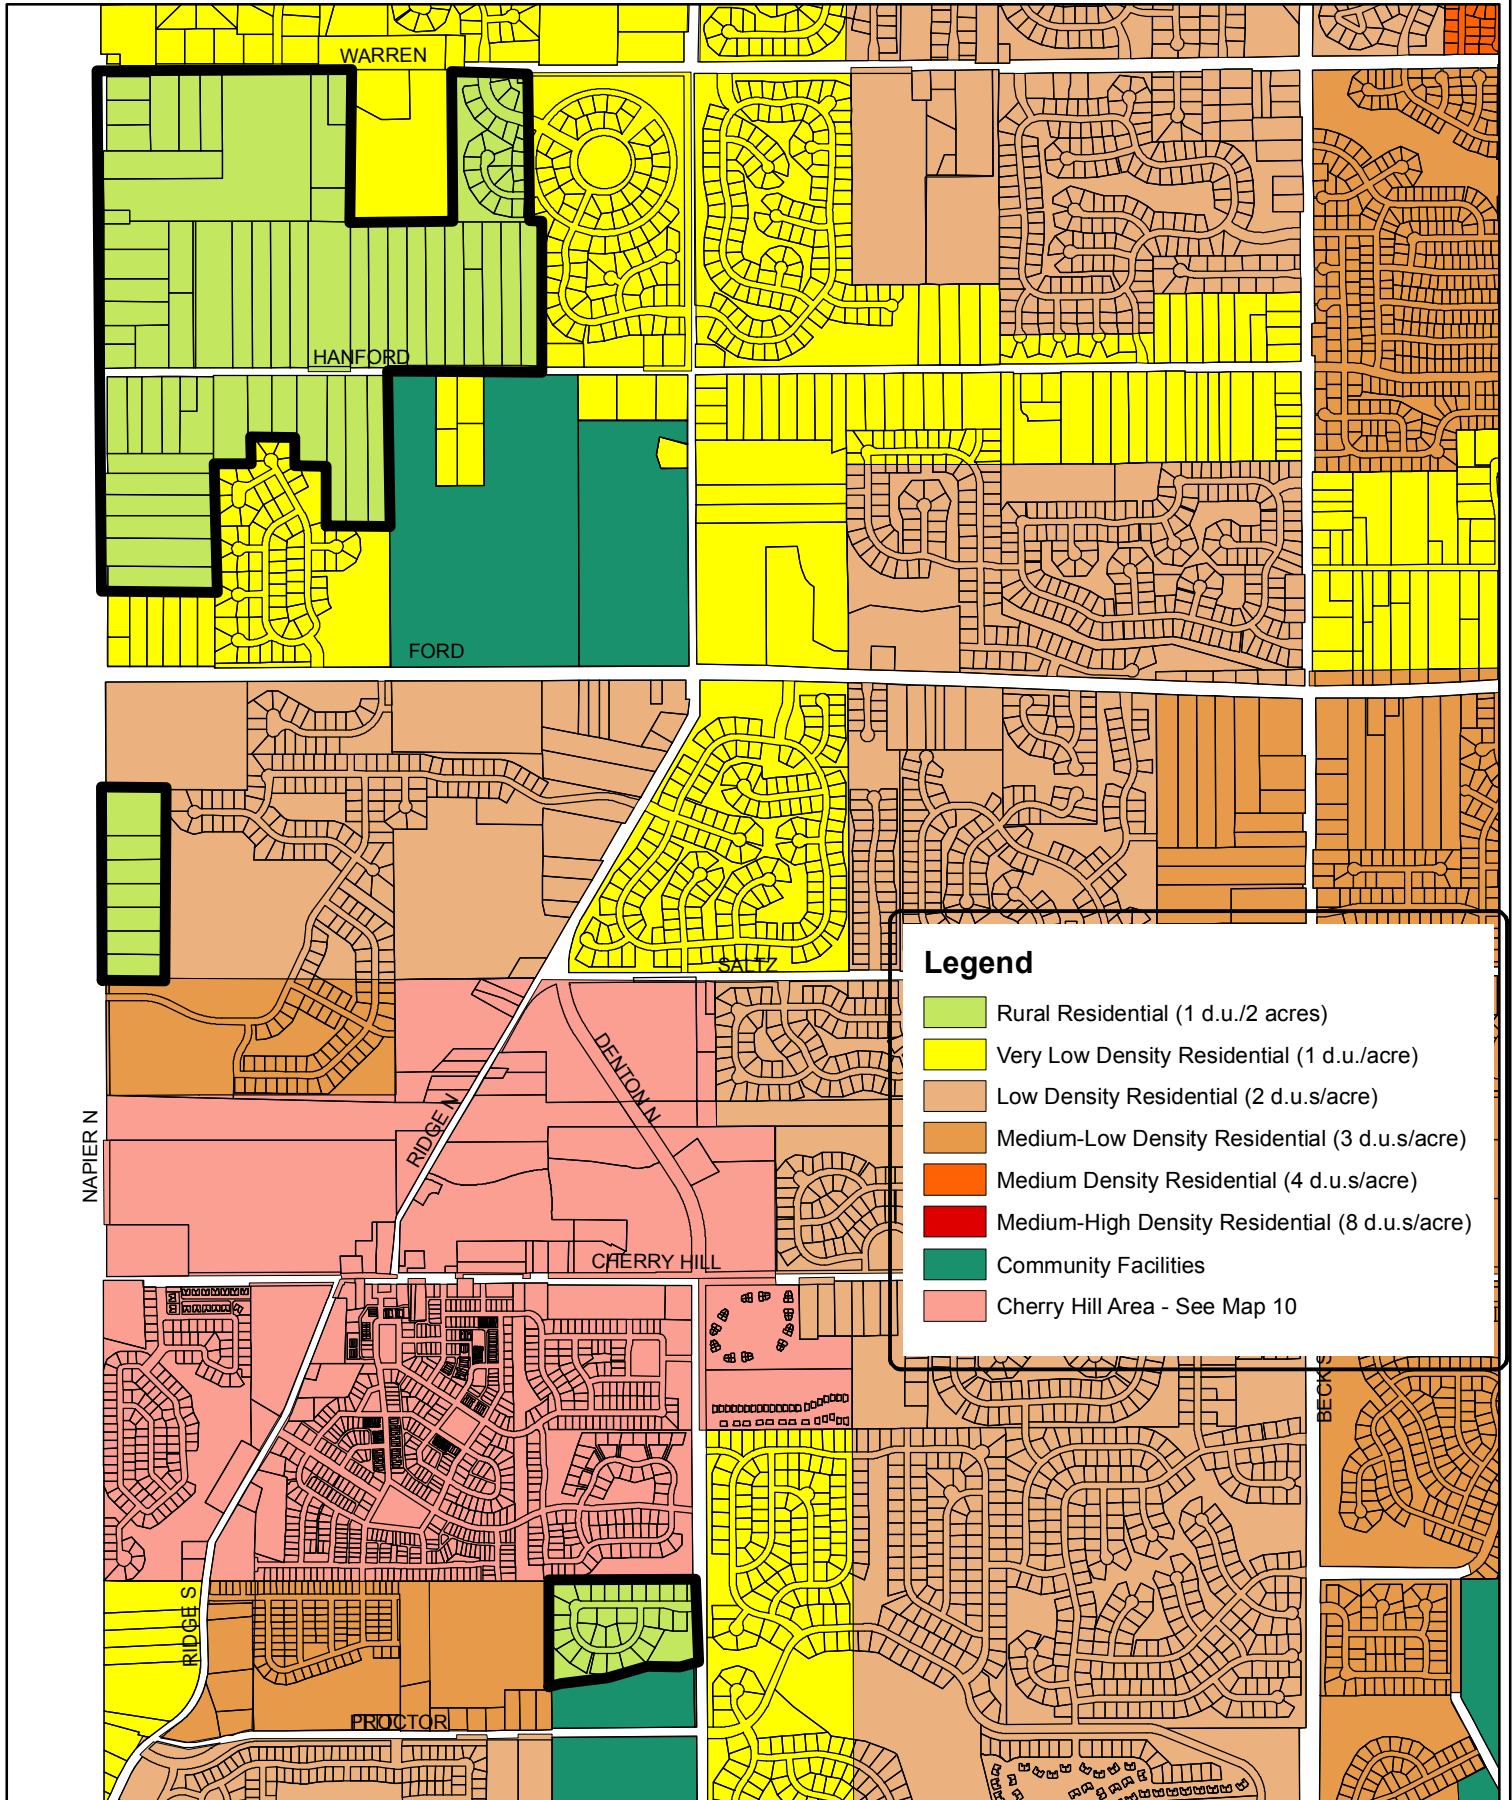 WARREN
HANFORD
FORD
SALTZ
Legend
Rural Residential (1 d.u./2 acres)
Very Low Density Residential (1 d.u./acre)
Low Density Residential (2 d.u.s/acre)
Medium-Low Density Residential (3 d.u.s/acre)
Medium Density Residential (4 d.u.s/acre)
Medium-High Density Residential (8 d.u.s/acre)
Community Facilities
Cherry Hill Area - See Map 10
DENTON N
RIDGE N
NAPIER N
CHERRY HILL
BECK S
RIDGE S
PROCTOR